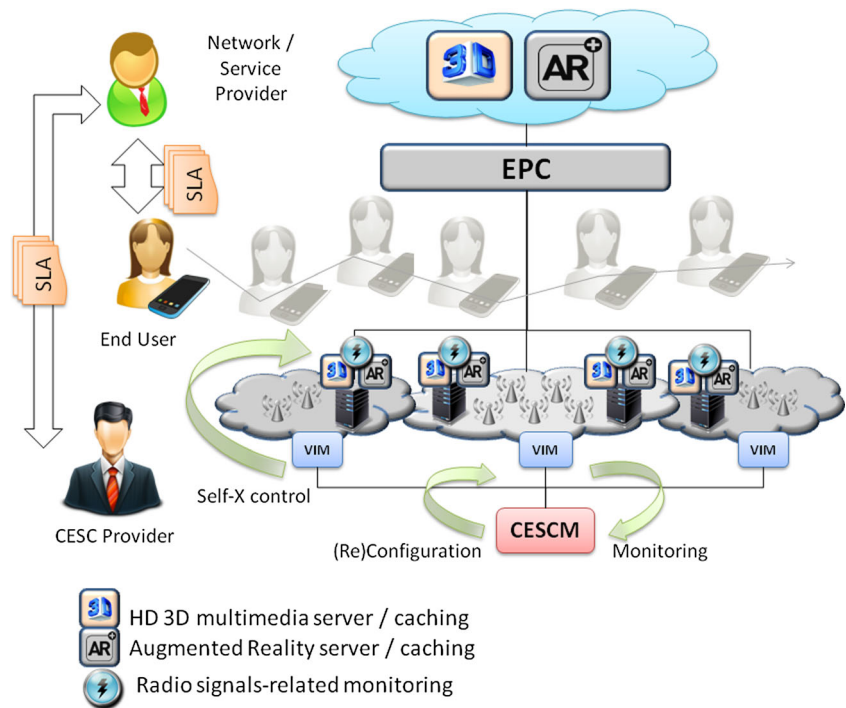 Network /
Service
Provider
3D
AR+
EPC
SLA
SLA
End User
3D
AR+
3D
AR+
3D
AR+
3D
AR+
VIM
VIM
VIM
Self-X control
CESC Provider
(Re)Configuration
CESCM
Monitoring
3D HD 3D multimedia server / caching
AR+ Augmented Reality server / caching
Radio signals-related monitoring